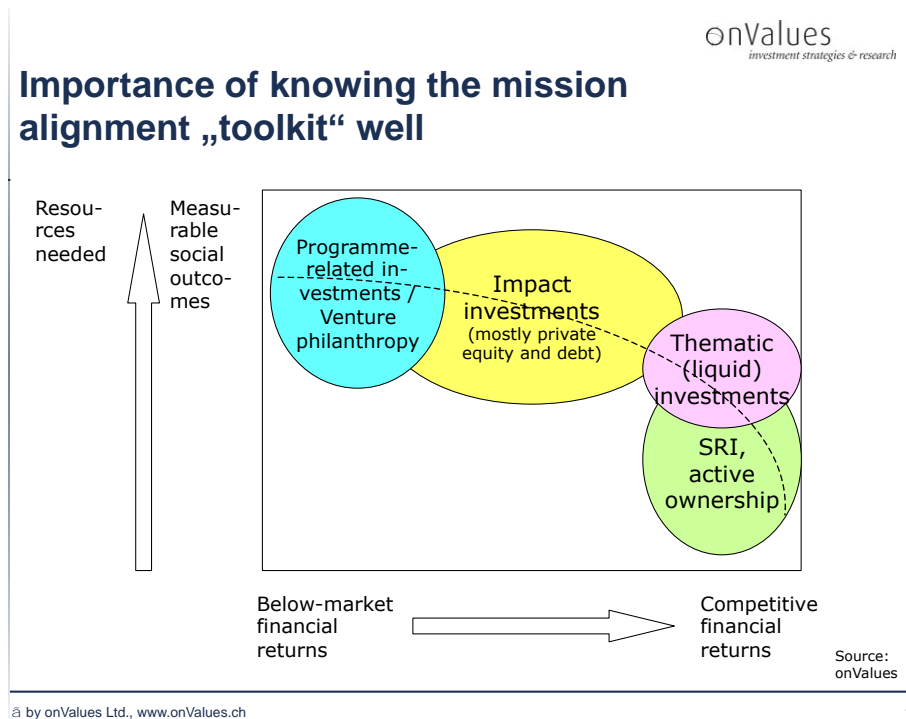 onValues
investment strategies & research
Importance of knowing the mission
alignment „toolkit“ well
Resou-
rces
needed
Measu-
rable
social
outco-
mes
Programme-
related in-
vestments /
Venture
philanthropy
Impact
investments
(mostly private
equity and debt)
Thematic
(liquid)
investments
SRI,
active
ownership
Below-market
financial
returns
Competitive
financial
returns
Source:
onValues
ã by onValues Ltd., www.onValues.ch